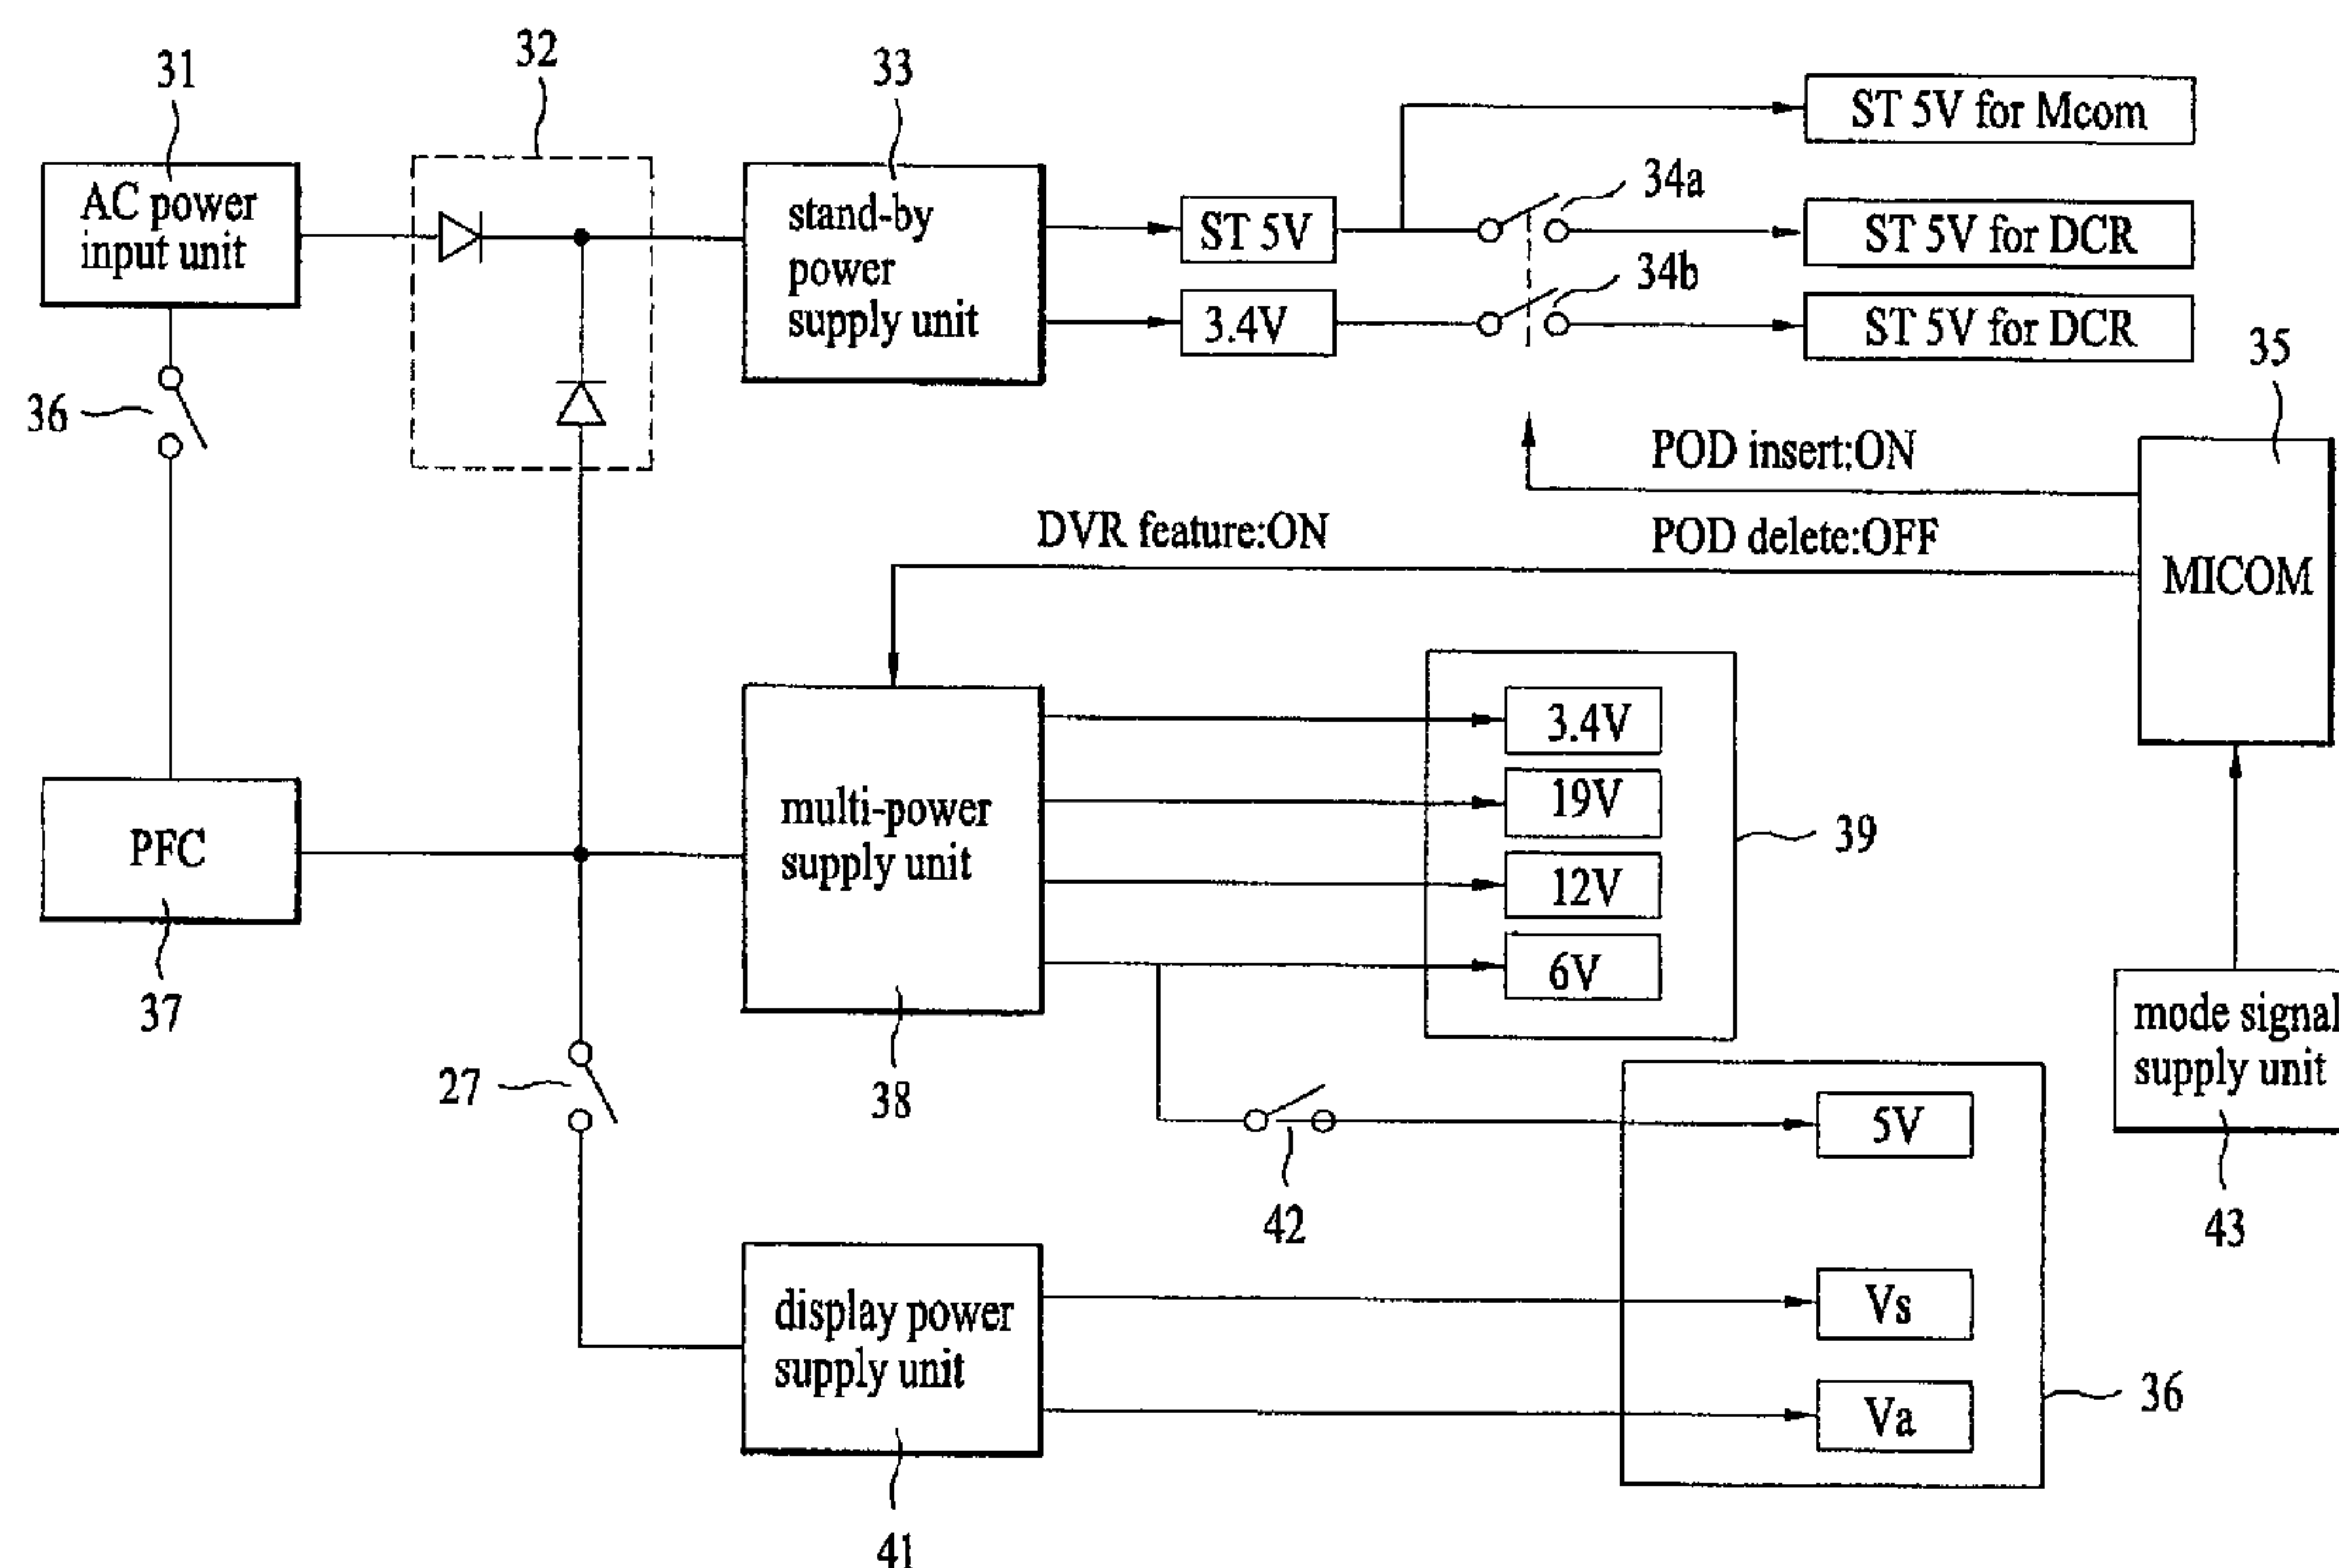 31
32
33
AC power
input unit
stand-by
power
supply unit
ST 5V
3.4V
34a
34b
ST 5V for Mcom
ST 5V for DCR
ST 5V for DCR
35
36
POD insert:ON
DVR feature:ON
POD delete:OFF
MICOM
PFC
37
multi-power
supply unit
38
3.4V
19V
12V
6V
39
mode signal
supply unit
43
27
42
5V
Vs
Va
36
display power
supply unit
41